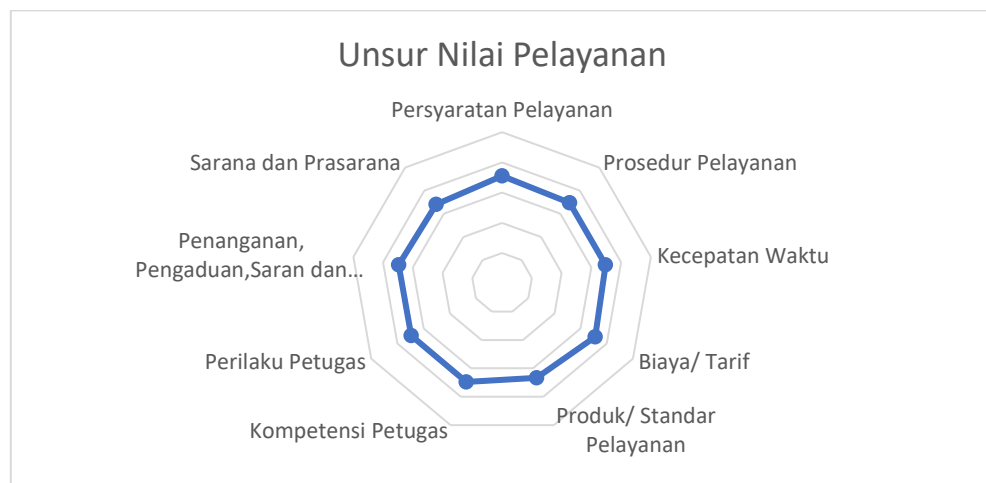 Unsur Nilai Pelayanan
Persyaratan Pelayanan
Prosedur Pelayanan
Kecepatan Waktu
Biaya/ Tarif
Produk/ Standar
Pelayanan
Kompetensi Petugas
Perilaku Petugas
Penanganan,
Pengaduan,Saran dan…
Sarana dan Prasarana